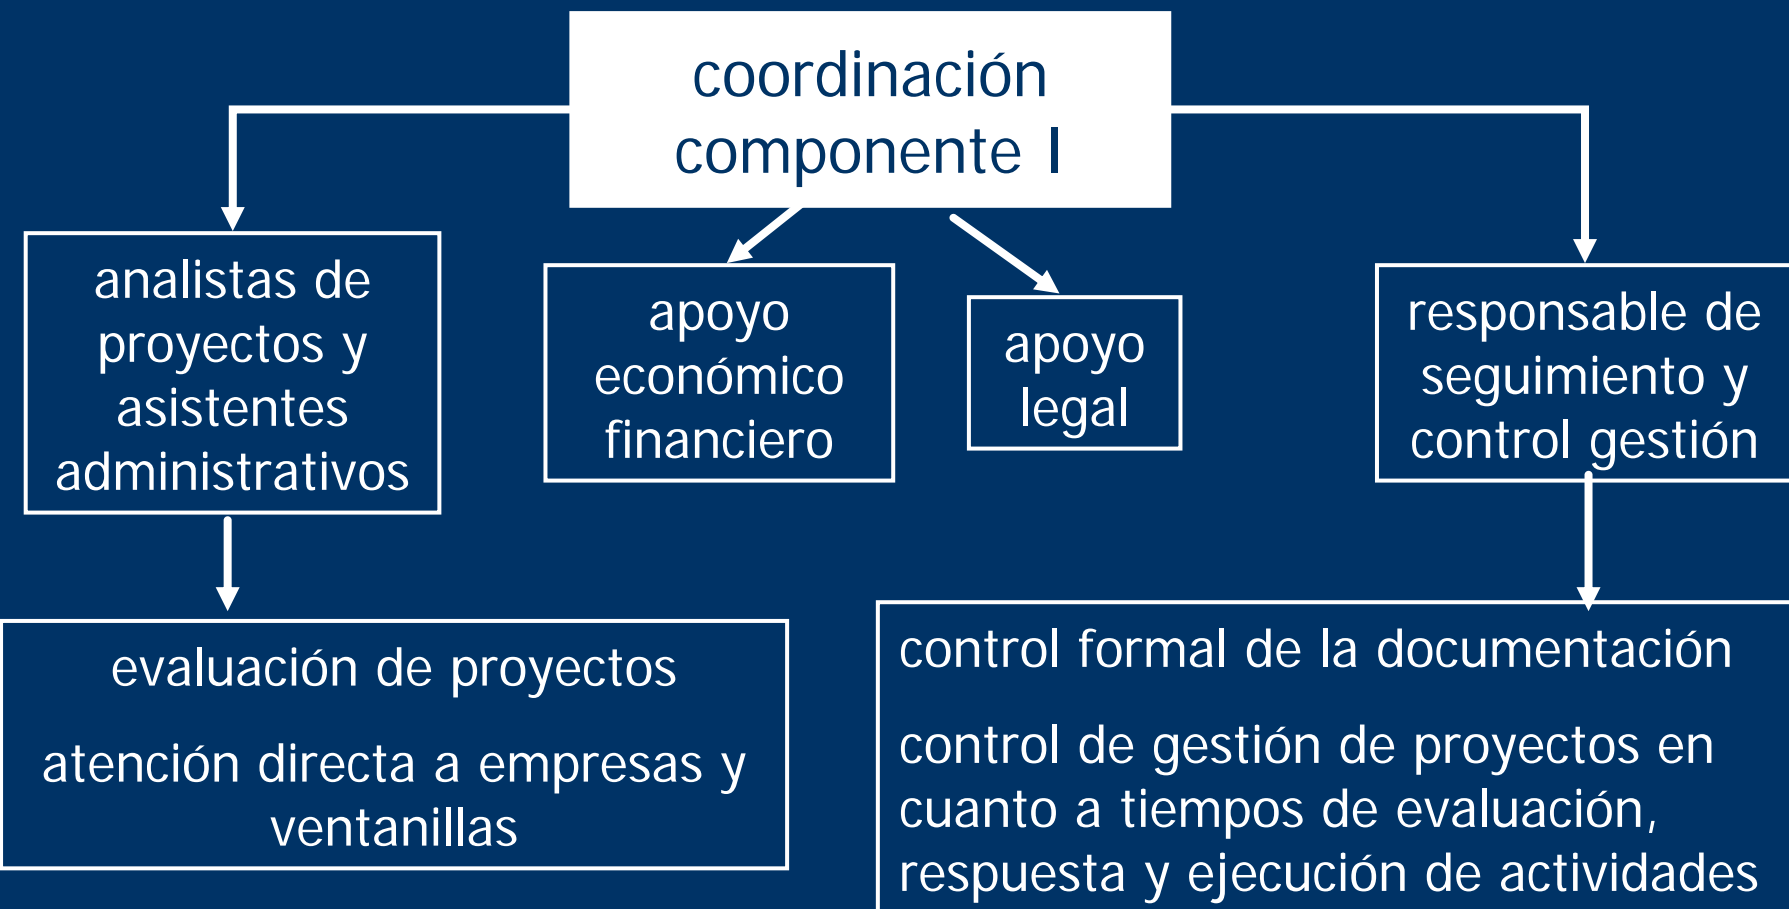 coordinación
componente I
analistas de
proyectos y
asistentes
administrativos
apoyo
económico
financiero
apoyo
legal
responsable de
seguimiento y
control gestión
evaluación de proyectos
atención directa a empresas y
ventanillas
control formal de la documentación
control de gestión de proyectos en
cuanto a tiempos de evaluación,
respuesta y ejecución de actividades